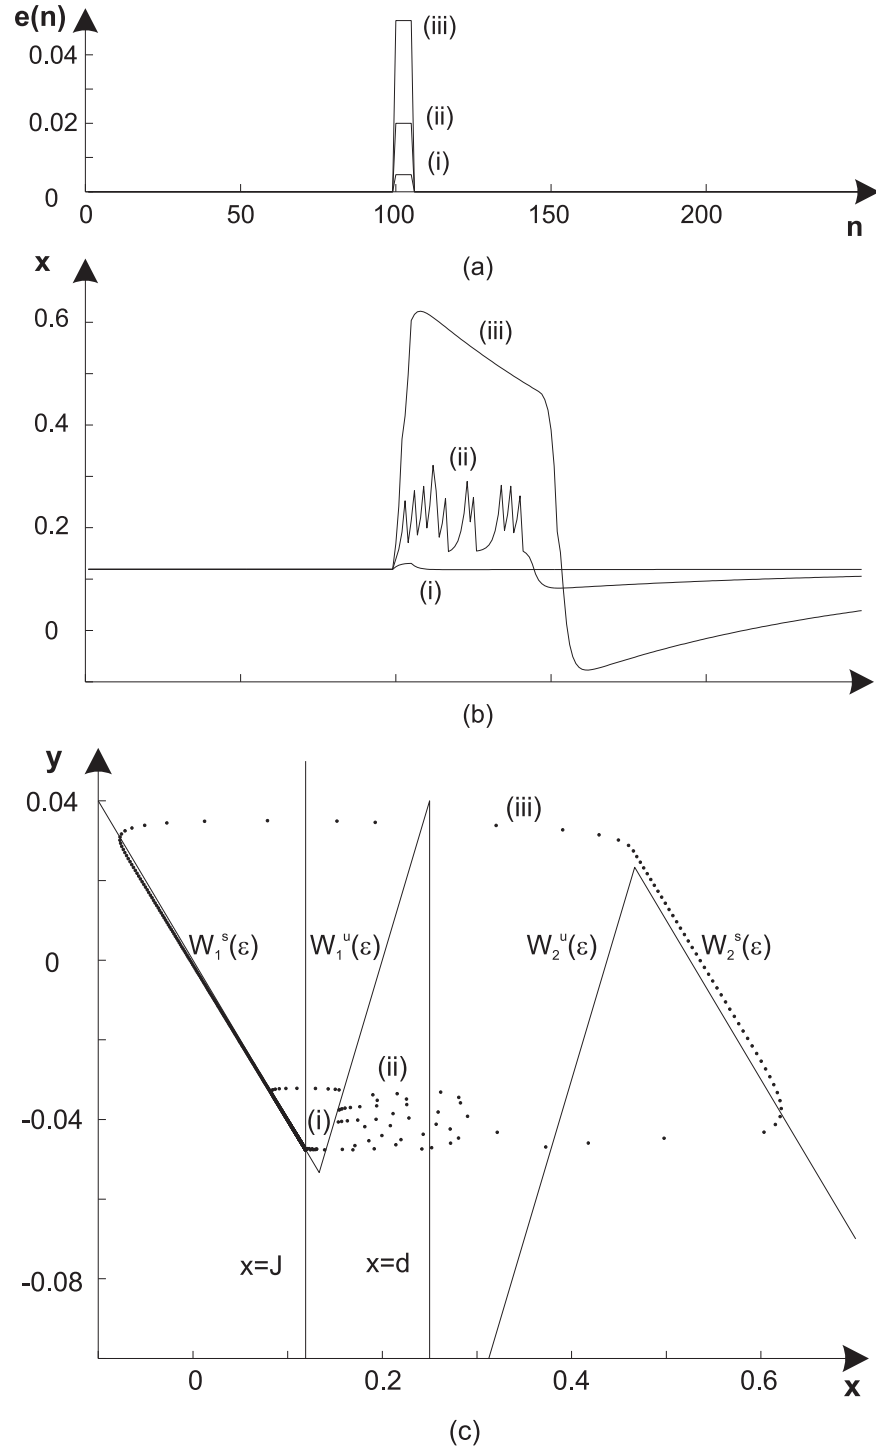 e(n)
(iii)
0.04
(ii)
0.02
(i)
0
0 50 100 150 200
n
(a)
x
0.6
(iii)
0.4
(ii)
0.2
(i)
0
(b)
y
0.04
(iii)
W₁ˢ(ε) W₁ᵘ(ε) W₂ᵘ(ε) W₂ˢ(ε)
0
(ii)
-0.04
(i)
x=J x=d
-0.08
0 0.2 0.4 0.6
x
(c)